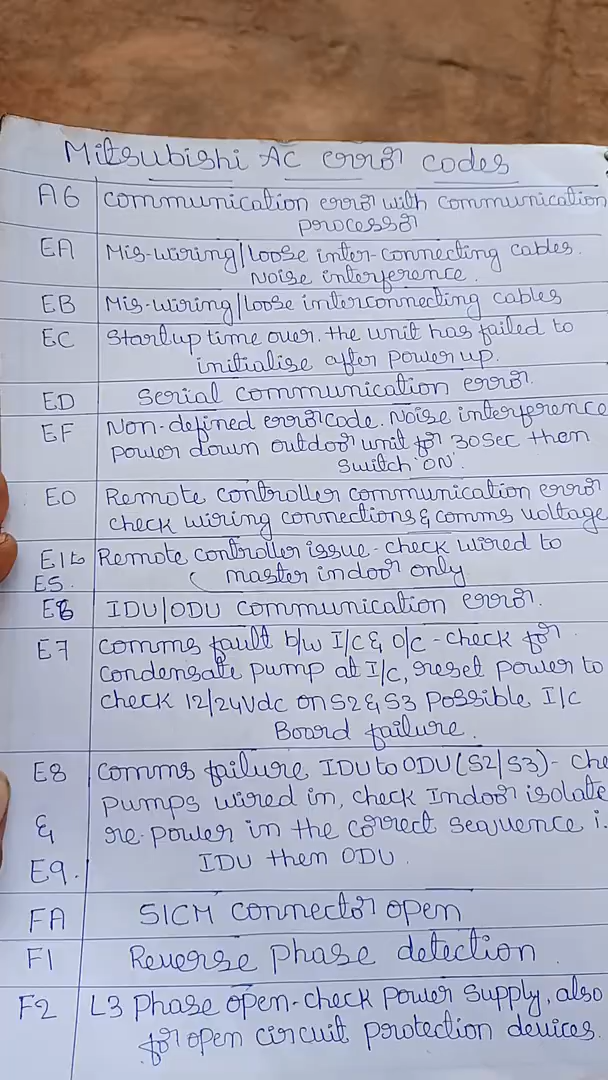 Mitsubishi AC error codes
A6 Communication error with communication
processor
EA Mis-wiring/Loose inter-connecting cables.
Noise interference.
EB Mis-wiring/loose interconnecting cables
EC Startup time over. the unit has failed to
initialise after power up.
ED Serial communication error.
EF Non-defined error code. Noise interference
power down outdoor unit for 30sec then
switch 'ON'.
E0 Remote controller communication error
check wiring connections & comms voltage
E1 to Remote controller issue - check wired to
E5. master indoor only
E6 IDU/ODU communication error.
E7 Comms fault b/w I/C & O/C - check for
condensate pump at I/C, reset power to
check 12/24Vdc on S2 & S3 possible I/C
Board failure.
E8 Comms failure IDU to ODU (S2/S3) - Che
pumps wired in, check Indoor isolate
& re-power in the correct sequence i.
E9. IDU then ODU.
FA SICM connector open
F1 Reverse phase detection.
F2 L3 phase open-check power supply, also
for open circuit protection devices.